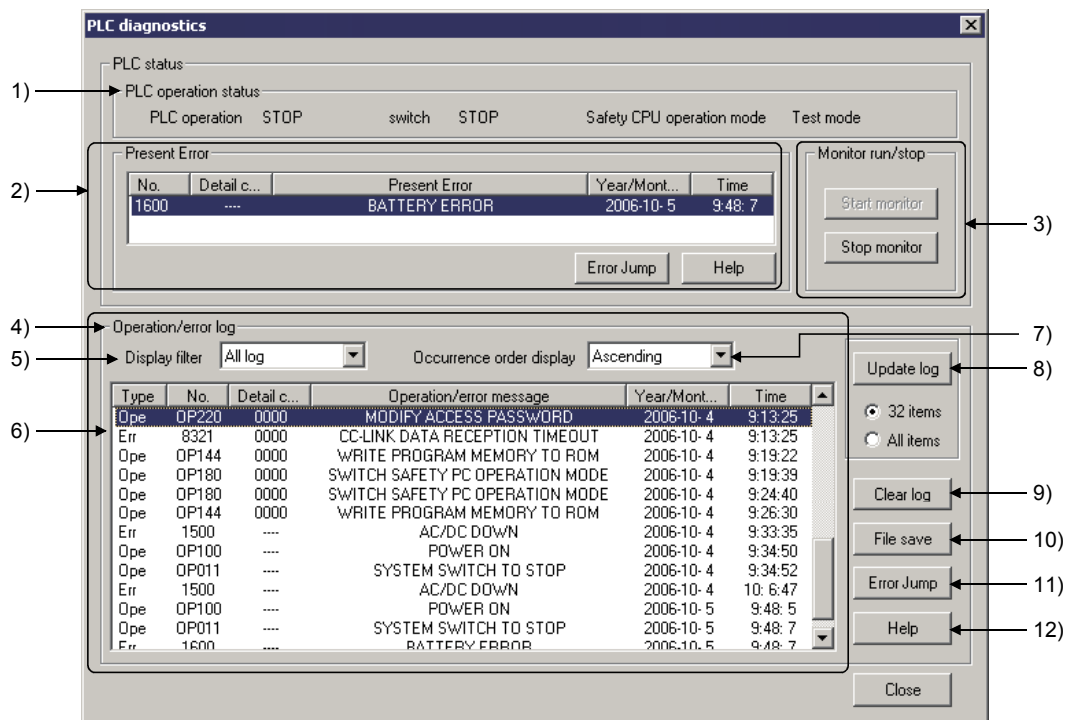 PLC diagnostics
PLC status
1)
PLC operation status
PLC operation STOP switch STOP Safety CPU operation mode Test mode
2)
Present Error
No. Detail c... Present Error Year/Mont... Time
1600 ---- BATTERY ERROR 2006-10- 5 9:48: 7
Error Jump Help
Monitor run/stop
Start monitor
Stop monitor
3)
4)
Operation/error log
5)
Display filter All log Occurrence order display Ascending
7)
6)
Type No. Detail c... Operation/error message Year/Mont... Time
Ope OP220 0000 MODIFY ACCESS PASSWORD 2006-10- 4 9:13:25
Err 8321 0000 CC-LINK DATA RECEPTION TIMEOUT 2006-10- 4 9:13:25
Ope OP144 0000 WRITE PROGRAM MEMORY TO ROM 2006-10- 4 9:19:22
Ope OP180 0000 SWITCH SAFETY PC OPERATION MODE 2006-10- 4 9:19:39
Ope OP180 0000 SWITCH SAFETY PC OPERATION MODE 2006-10- 4 9:24:40
Ope OP144 0000 WRITE PROGRAM MEMORY TO ROM 2006-10- 4 9:26:30
Err 1500 ---- AC/DC DOWN 2006-10- 4 9:33:35
Ope OP100 ---- POWER ON 2006-10- 4 9:34:50
Ope OP011 ---- SYSTEM SWITCH TO STOP 2006-10- 4 9:34:52
Err 1500 ---- AC/DC DOWN 2006-10- 4 10: 6:47
Ope OP100 ---- POWER ON 2006-10- 5 9:48: 5
Ope OP011 ---- SYSTEM SWITCH TO STOP 2006-10- 5 9:48: 7
Err 1600 ---- BATTERY ERROR 2006-10- 5 9:48: 7
Update log
8)
32 items
All items
Clear log
9)
File save
10)
Error Jump
11)
Help
12)
Close